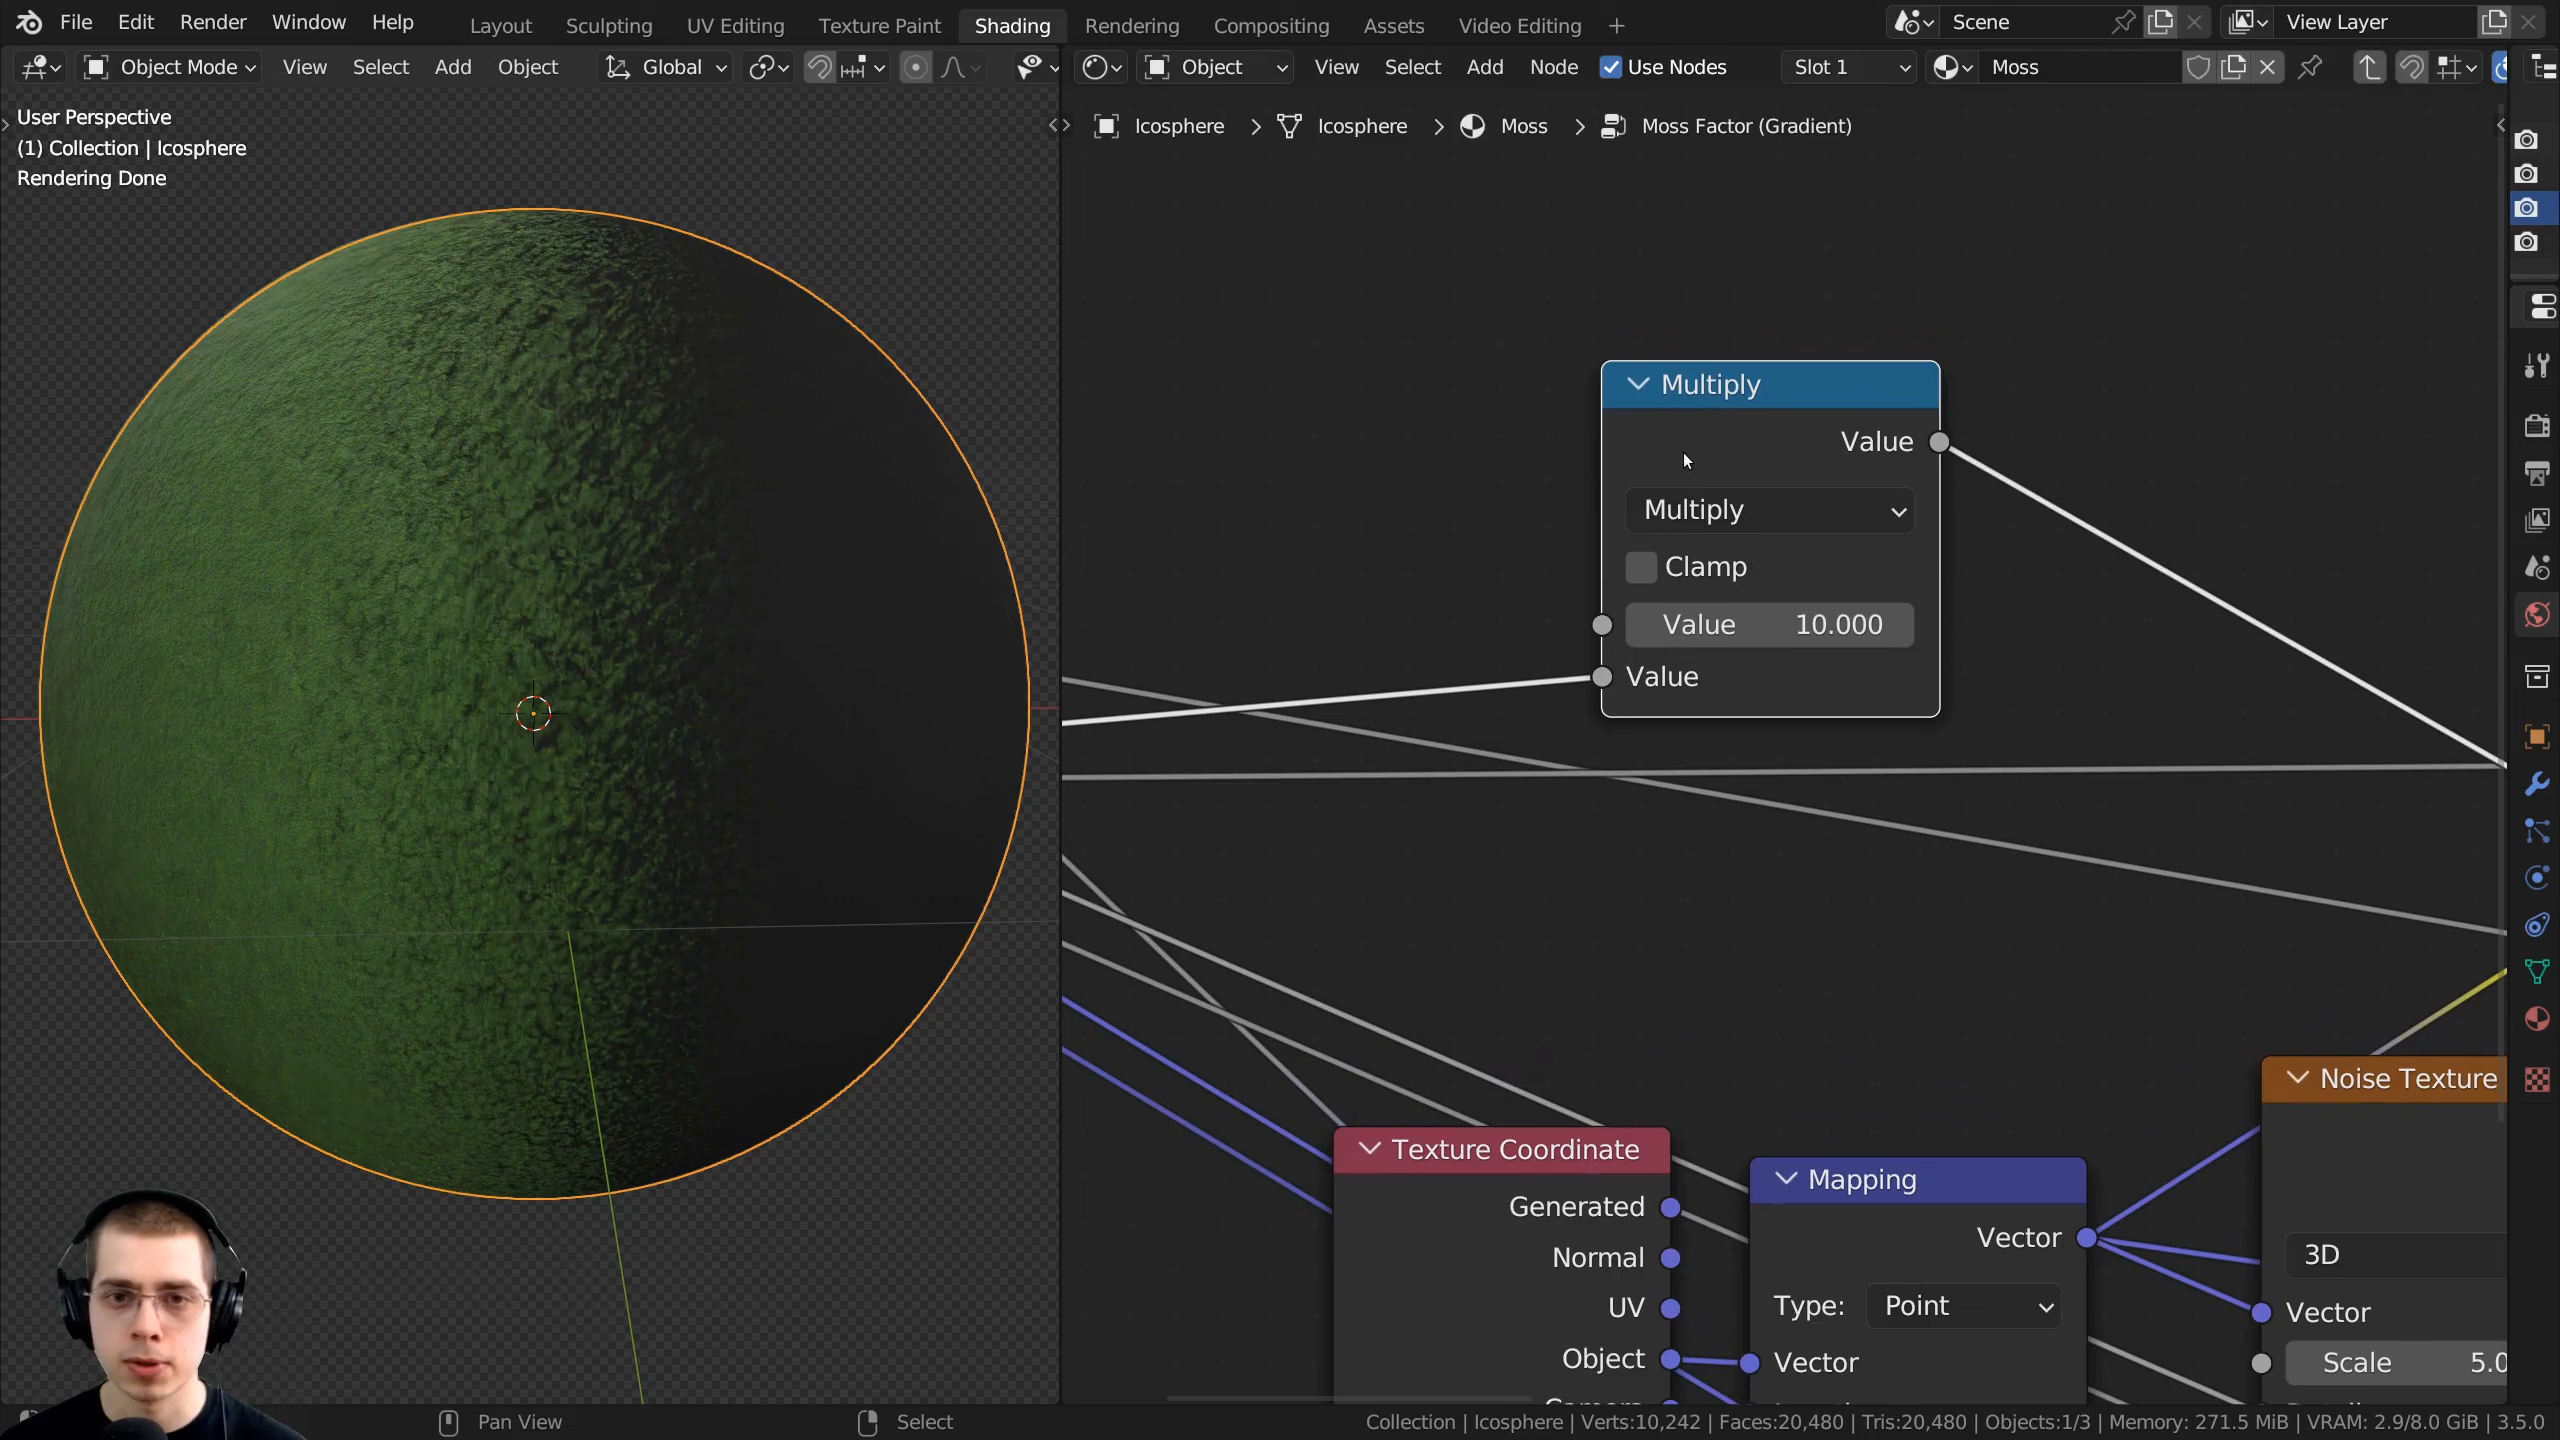 File Edit Render Window Help
Layout Sculpting UV Editing Texture Paint Shading Rendering Compositing Assets Video Editing +
Scene View Layer
Object Mode View Select Add Object Global
Object View Select Add Node Use Nodes Slot 1 Moss
User Perspective
(1) Collection | Icosphere
Rendering Done
Icosphere > Icosphere > Moss > Moss Factor (Gradient)
Multiply
Value
Multiply
Clamp
Value 10.000
Value
Texture Coordinate
Generated
Normal
UV
Object
Mapping
Vector
Type: Point
Vector
Noise Texture
3D
Vector
Scale 5.0
Pan View Select
Collection | Icosphere | Verts:10,242 | Faces:20,480 | Tris:20,480 | Objects:1/3 | Memory: 271.5 MiB | VRAM: 2.9/8.0 GiB | 3.5.0